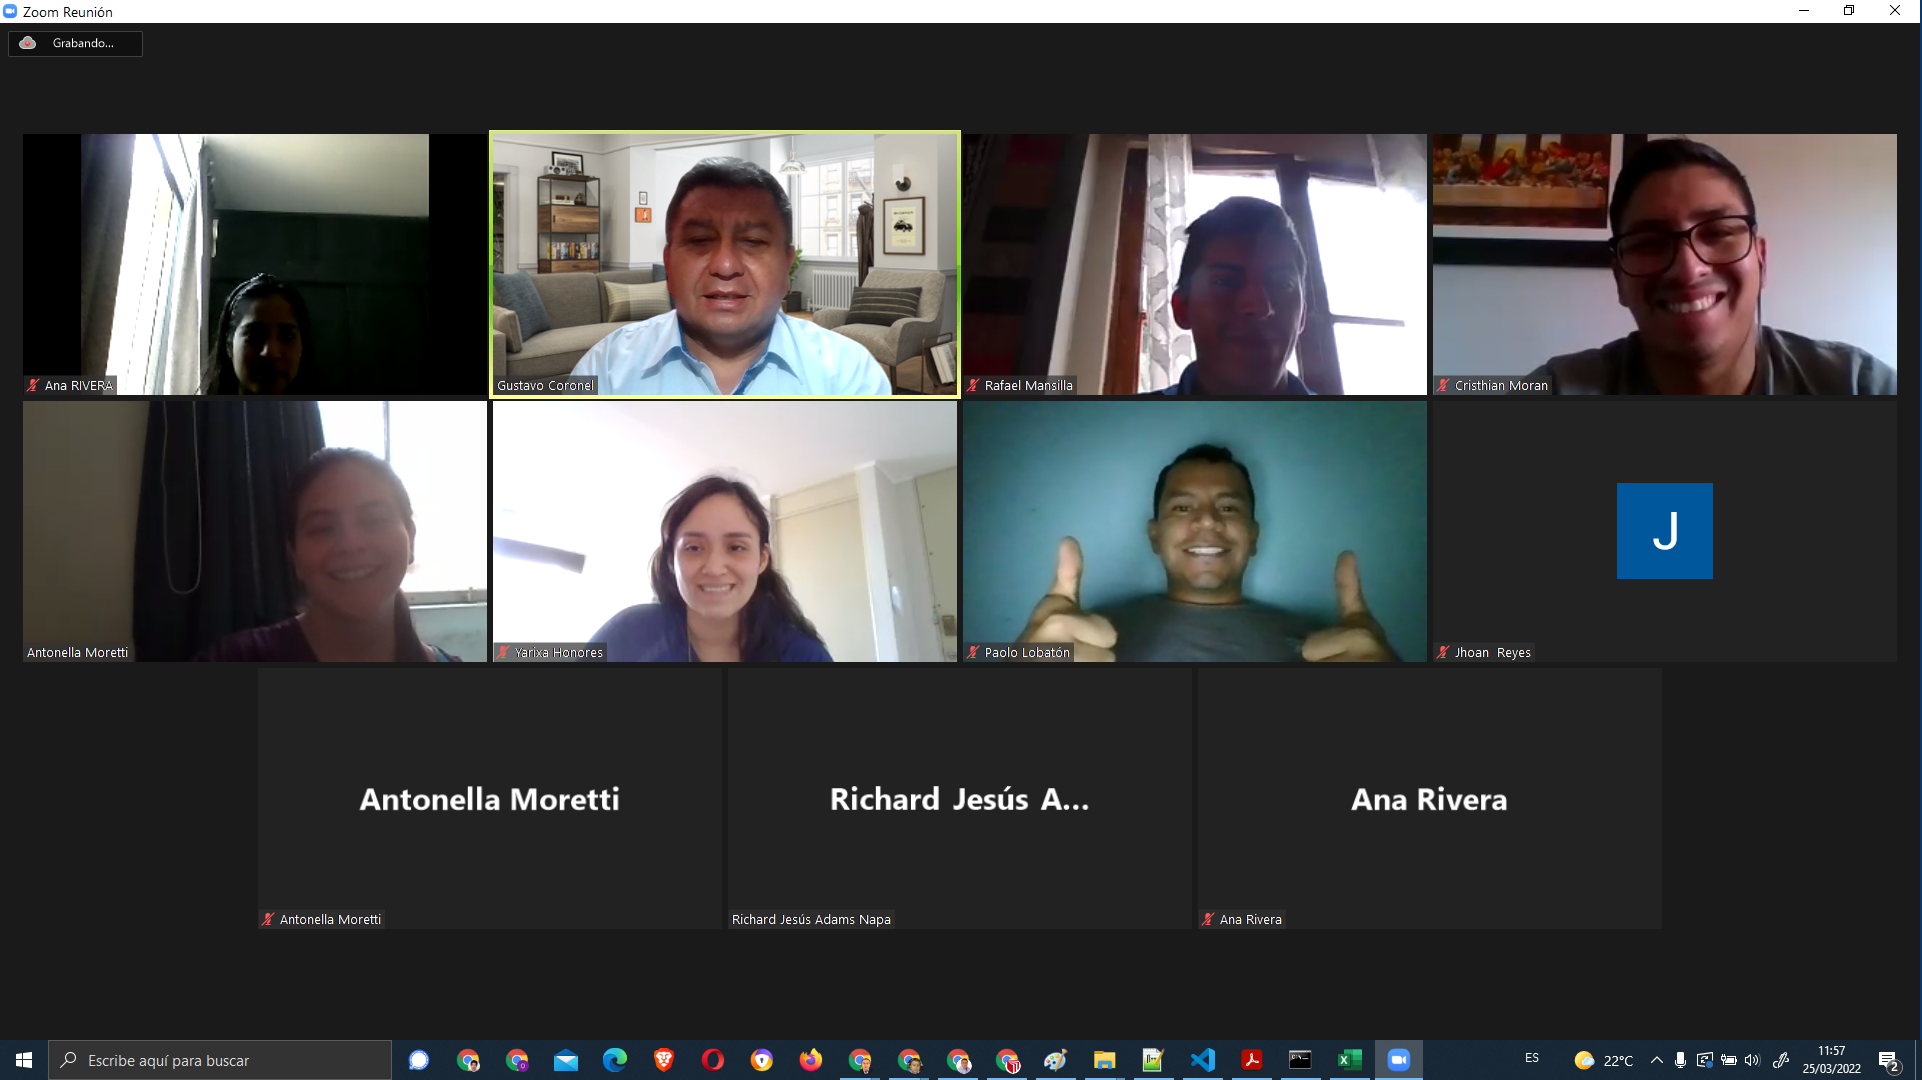 Zoom Reunión
Grabando...
Ana RIVERA
Gustavo Coronel
Rafael Mansilla
Cristhian Moran
Antonella Moretti
Yarixa Honores
Paolo Lobatón
J
Jhoan Reyes
Antonella Moretti
Richard Jesús A...
Ana Rivera
Antonella Moretti
Richard Jesús Adams Napa
Ana Rivera
Escribe aquí para buscar
ES
22°C
11:57
25/03/2022
2